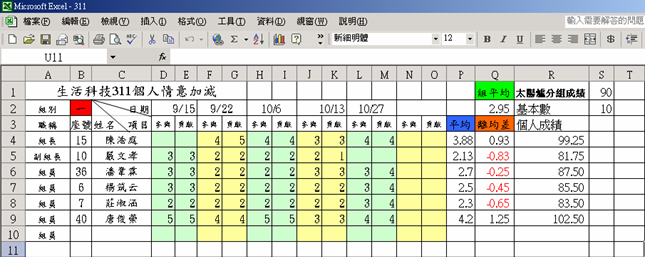 Microsoft Excel - 311
檔案(F) 編輯(E) 檢視(V) 插入(I) 格式(O) 工具(T) 資料(D) 視窗(W) 說明(H) 輸入需要解答的問題
新細明體 12 B I U
U11 fx
A B C D E F G H I J K L M N O P Q R S T
1 生活科技311個人情意加減 組平均 太陽爐分組成績 90
2 組別 一 日期 9/15 9/22 10/6 10/13 10/27 2.95 基本數 10
3 職稱 座號 姓名 項目 參與 貢獻 參與 貢獻 參與 貢獻 參與 貢獻 參與 貢獻 參與 貢獻 平均 離均差 個人成績
4 組長 15 陳浩庭 4 5 4 4 3 3 4 4 3.88 0.93 99.25
5 副組長 10 嚴文孝 3 3 2 2 2 2 2 1 2.13 -0.83 81.75
6 組員 36 潘韋霖 3 3 2 2 2 2 3 3 3 4 2.7 -0.25 87.50
7 組員 6 楊筑云 3 3 2 2 2 2 2 2 3 4 2.5 -0.45 85.50
8 組員 7 莊淑涵 2 2 2 2 2 2 2 2 3 4 2.3 -0.65 83.50
9 組員 40 唐俊榮 5 5 4 4 5 5 3 3 4 4 4.2 1.25 102.50
10 組員
11